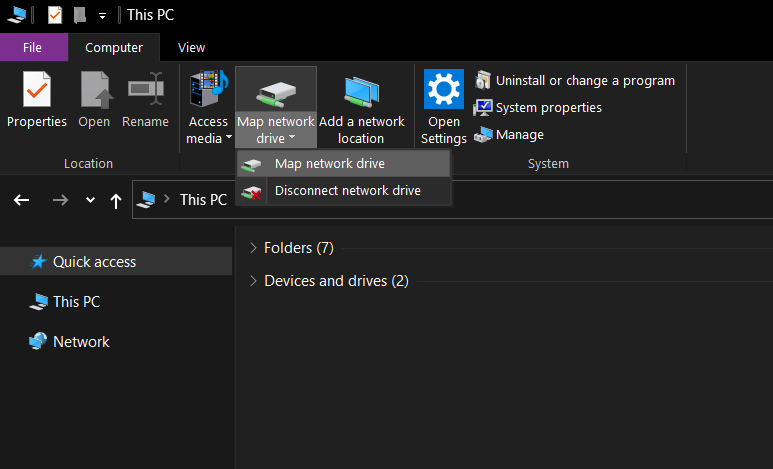 This PC
File Computer View
Properties Open Rename Access media Map network drive Add a network location Open Settings
Uninstall or change a program
System properties
Manage
Location System
Map network drive
Disconnect network drive
This PC
Quick access
This PC
Network
Folders (7)
Devices and drives (2)